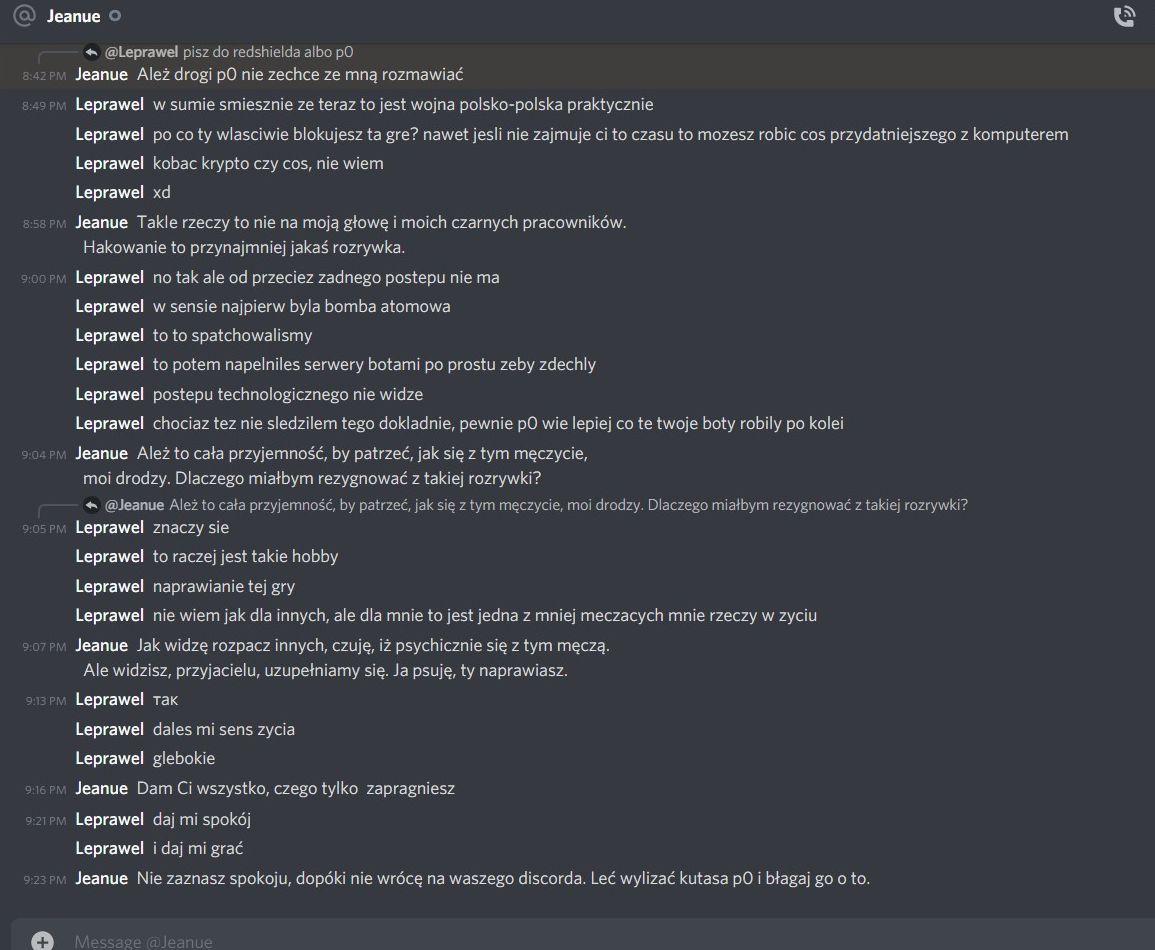 @ Jeanue
@Leprawel pisz do redshielda albo p0
8:42 PM Jeanue Ależ drogi p0 nie zechce ze mną rozmawiać
8:49 PM Leprawel w sumie smiesznie ze teraz to jest wojna polsko-polska praktycznie
Leprawel po co ty wlasciwie blokujesz ta gre? nawet jesli nie zajmuje ci to czasu to mozesz robic cos przydatniejszego z komputerem
Leprawel kobac krypto czy cos, nie wiem
Leprawel xd
8:58 PM Jeanue Takle rzeczy to nie na moją głowę i moich czarnych pracowników.
Hakowanie to przynajmniej jakaś rozrywka.
9:00 PM Leprawel no tak ale od przeciez zadnego postepu nie ma
Leprawel w sensie najpierw byla bomba atomowa
Leprawel to to spatchowalismy
Leprawel to potem napelniles serwery botami po prostu zeby zdechly
Leprawel postepu technologicznego nie widze
Leprawel chociaz tez nie sledzilem tego dokladnie, pewnie p0 wie lepiej co te twoje boty robily po kolei
9:04 PM Jeanue Ależ to cała przyjemność, by patrzeć, jak się z tym męczycie,
moi drodzy. Dlaczego miałbym rezygnować z takiej rozrywki?
@Jeanue Ależ to cała przyjemność, by patrzeć, jak się z tym męczycie, moi drodzy. Dlaczego miałbym rezygnować z takiej rozrywki?
9:05 PM Leprawel znaczy sie
Leprawel to raczej jest takie hobby
Leprawel naprawianie tej gry
Leprawel nie wiem jak dla innych, ale dla mnie to jest jedna z mniej meczacych mnie rzeczy w zyciu
9:07 PM Jeanue Jak widzę rozpacz innych, czuję, iż psychicznie się z tym męczą.
Ale widzisz, przyjacielu, uzupełniamy się. Ja psuję, ty naprawiasz.
9:13 PM Leprawel так
Leprawel dales mi sens zycia
Leprawel glebokie
9:16 PM Jeanue Dam Ci wszystko, czego tylko  zapragniesz
9:21 PM Leprawel daj mi spokój
Leprawel i daj mi grać
9:23 PM Jeanue Nie zaznasz spokoju, dopóki nie wrócę na waszego discorda. Leć wylizać kutasa p0 i błagaj go o to.
Message @Jeanue